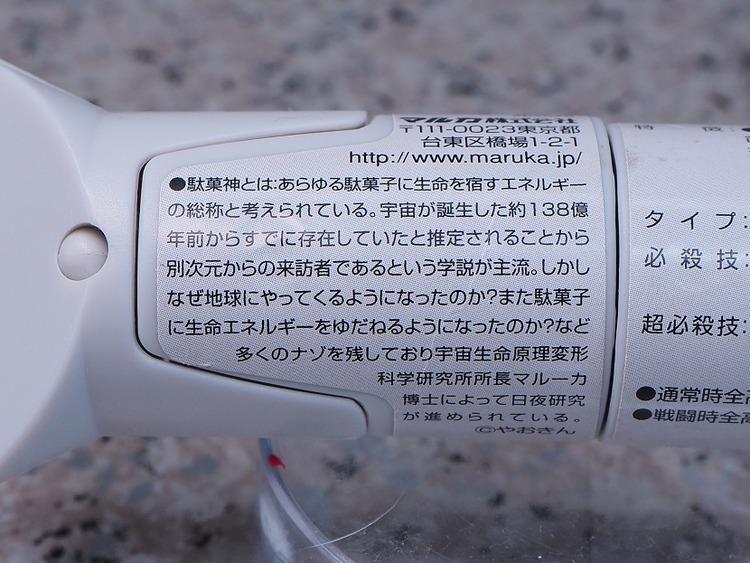 マルカ株式会社
〒111-0023東京都
台東区橋場1-2-1
http://www.maruka.jp/
●駄菓神とは:あらゆる駄菓子に生命を宿すエネルギー
の総称と考えられている。宇宙が誕生した約138億
年前からすでに存在していたと推定されることから
別次元からの来訪者であるという学説が主流。しかし
なぜ地球にやってくるようになったのか?また駄菓子
に生命エネルギーをゆだねるようになったのか?など
多くのナゾを残しており宇宙生命原理変形
科学研究所所長マルーカ
博士によって日夜研究
が進められている。
©やおきん
タイプ:
必殺技:
超必殺技:
●通常時全高
●戦闘時全高